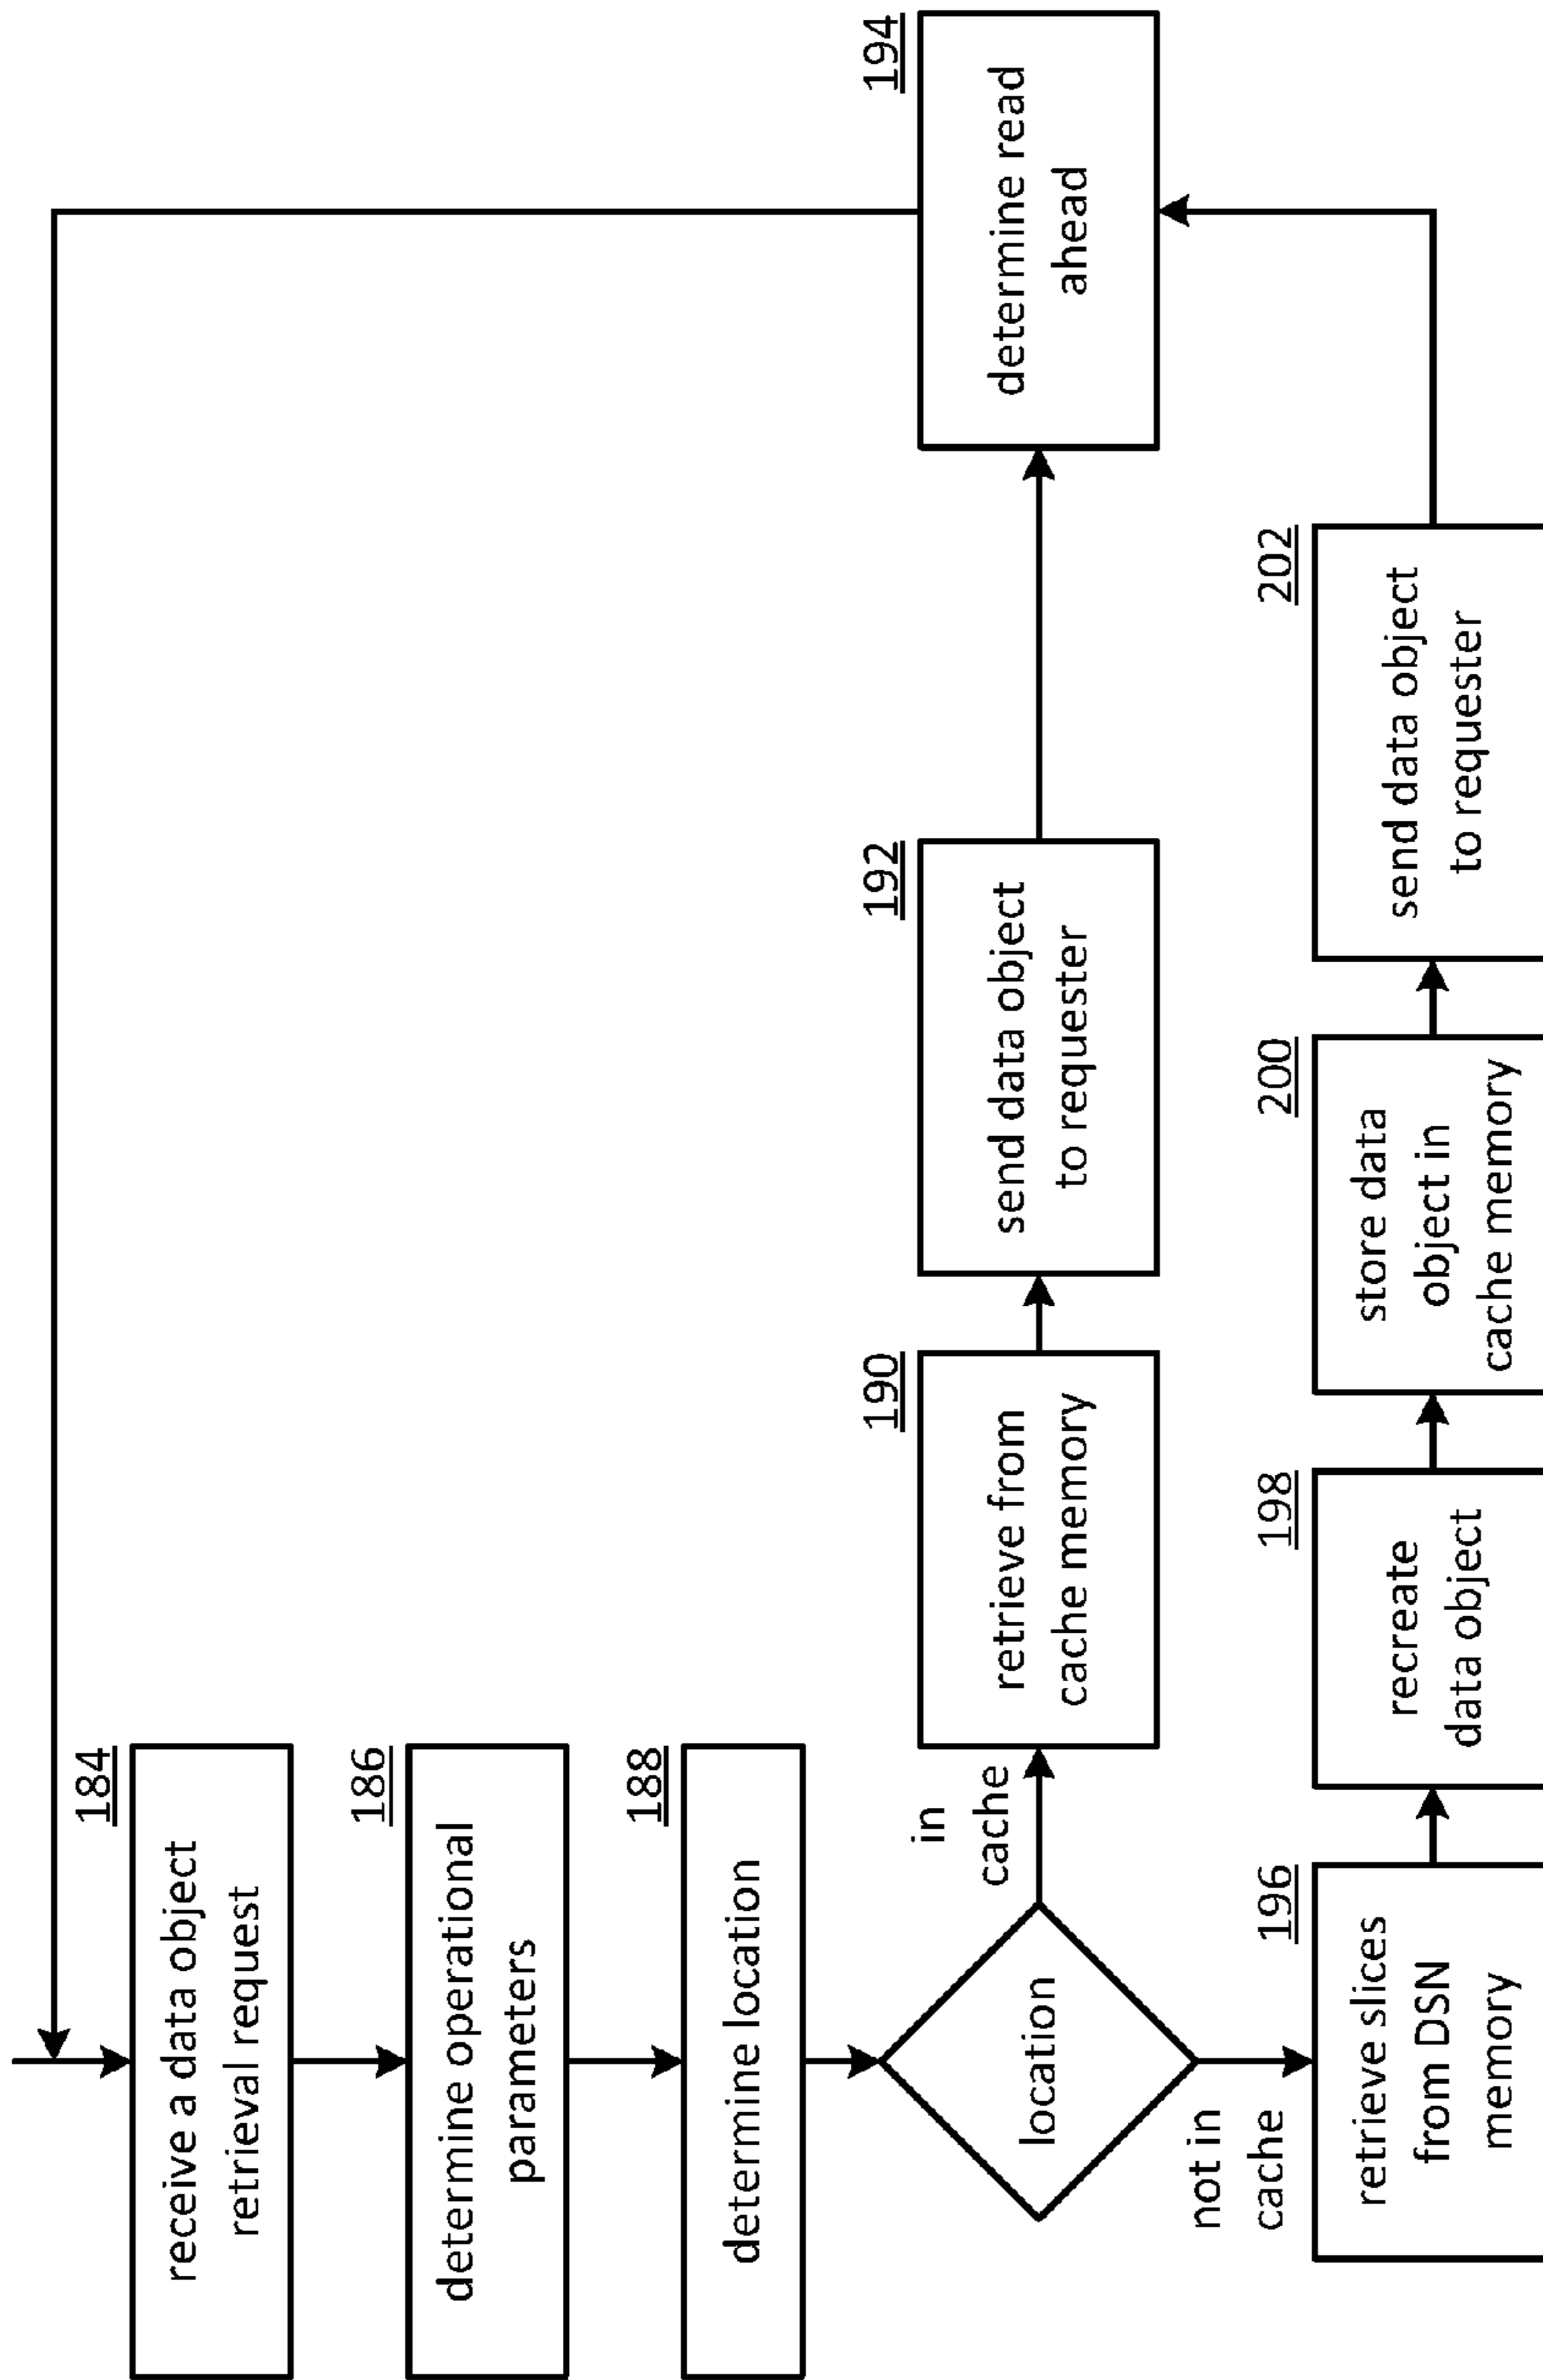 184
receive a data object
retrieval request
186
determine operational
parameters
188
determine location
location
in
cache
190
retrieve from
cache memory
192
send data object
to requester
194
determine read
ahead
not in
cache
196
retrieve slices
from DSN
memory
198
recreate
data object
200
store data
object in
cache memory
202
send data object
to requester